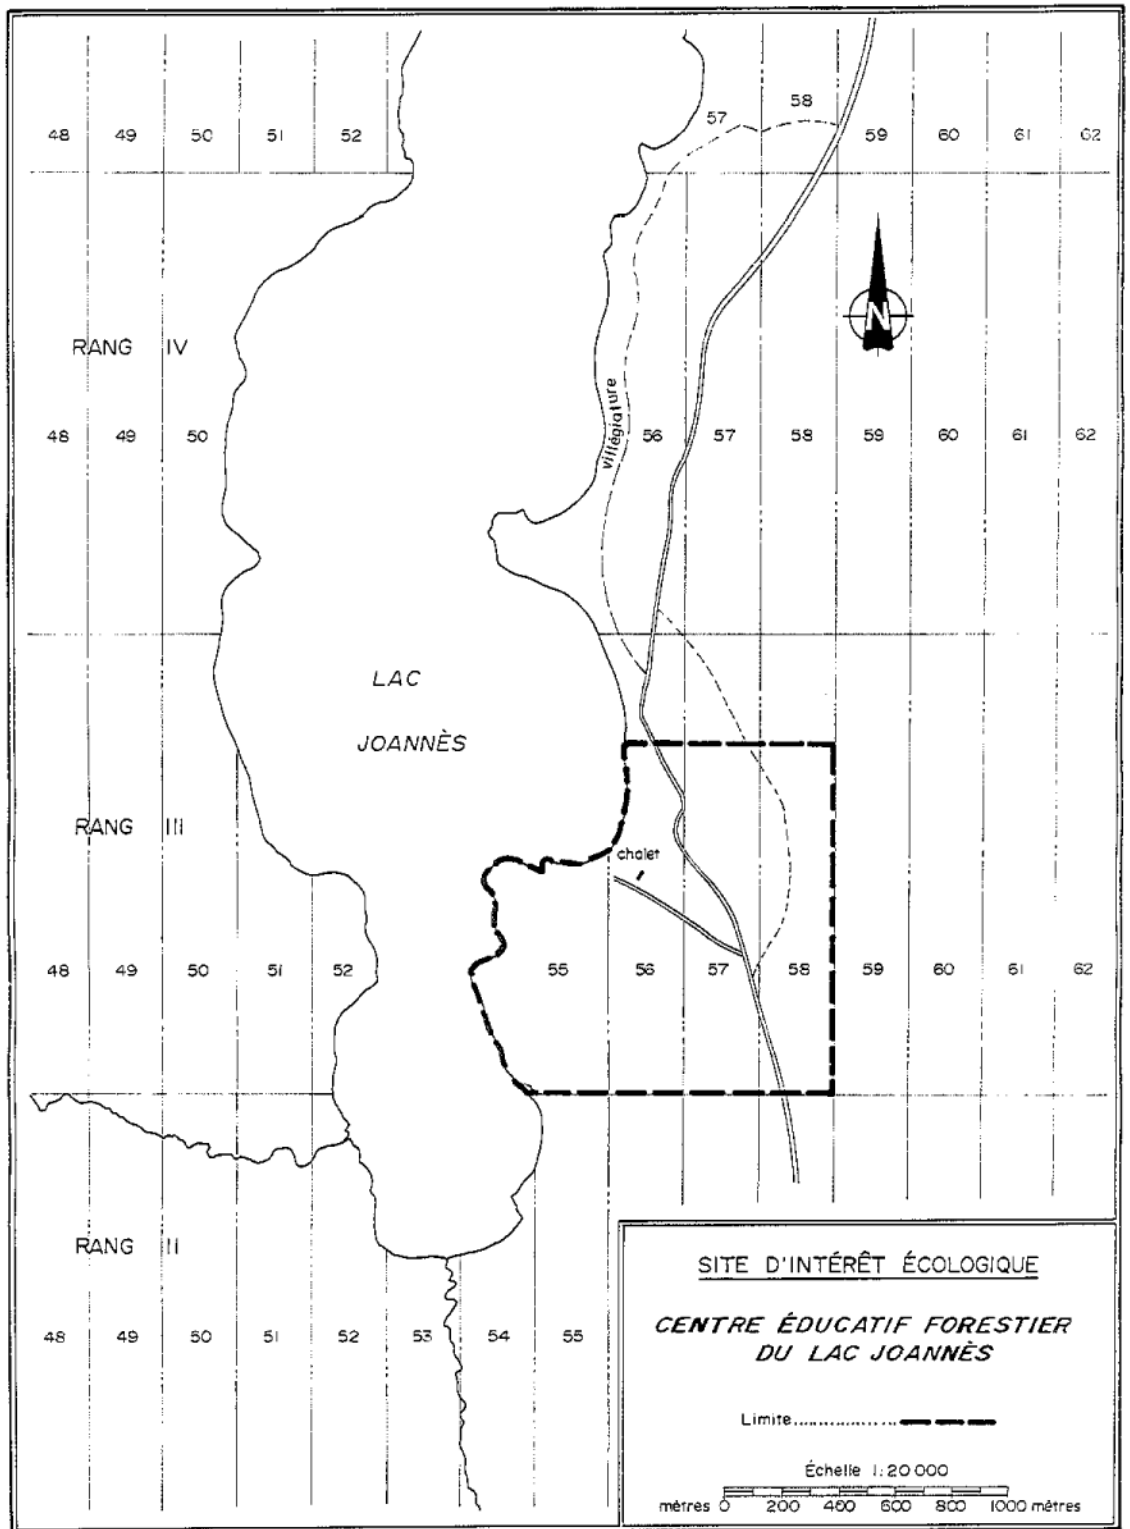 57 58
48 49 50 51 52 59 60 61 62
N
RANG IV
villégiature
48 49 50 56 57 58 59 60 61 62
LAC
JOANNÈS
RANG III
chalet
48 49 50 51 52 55 56 57 58 59 60 61 62
RANG II
48 49 50 51 52 53 54 55
SITE D'INTÉRÊT ÉCOLOGIQUE
CENTRE ÉDUCATIF FORESTIER
DU LAC JOANNÈS
Limite....................
Échelle 1:20 000
mètres 0 200 400 600 800 1000 mètres